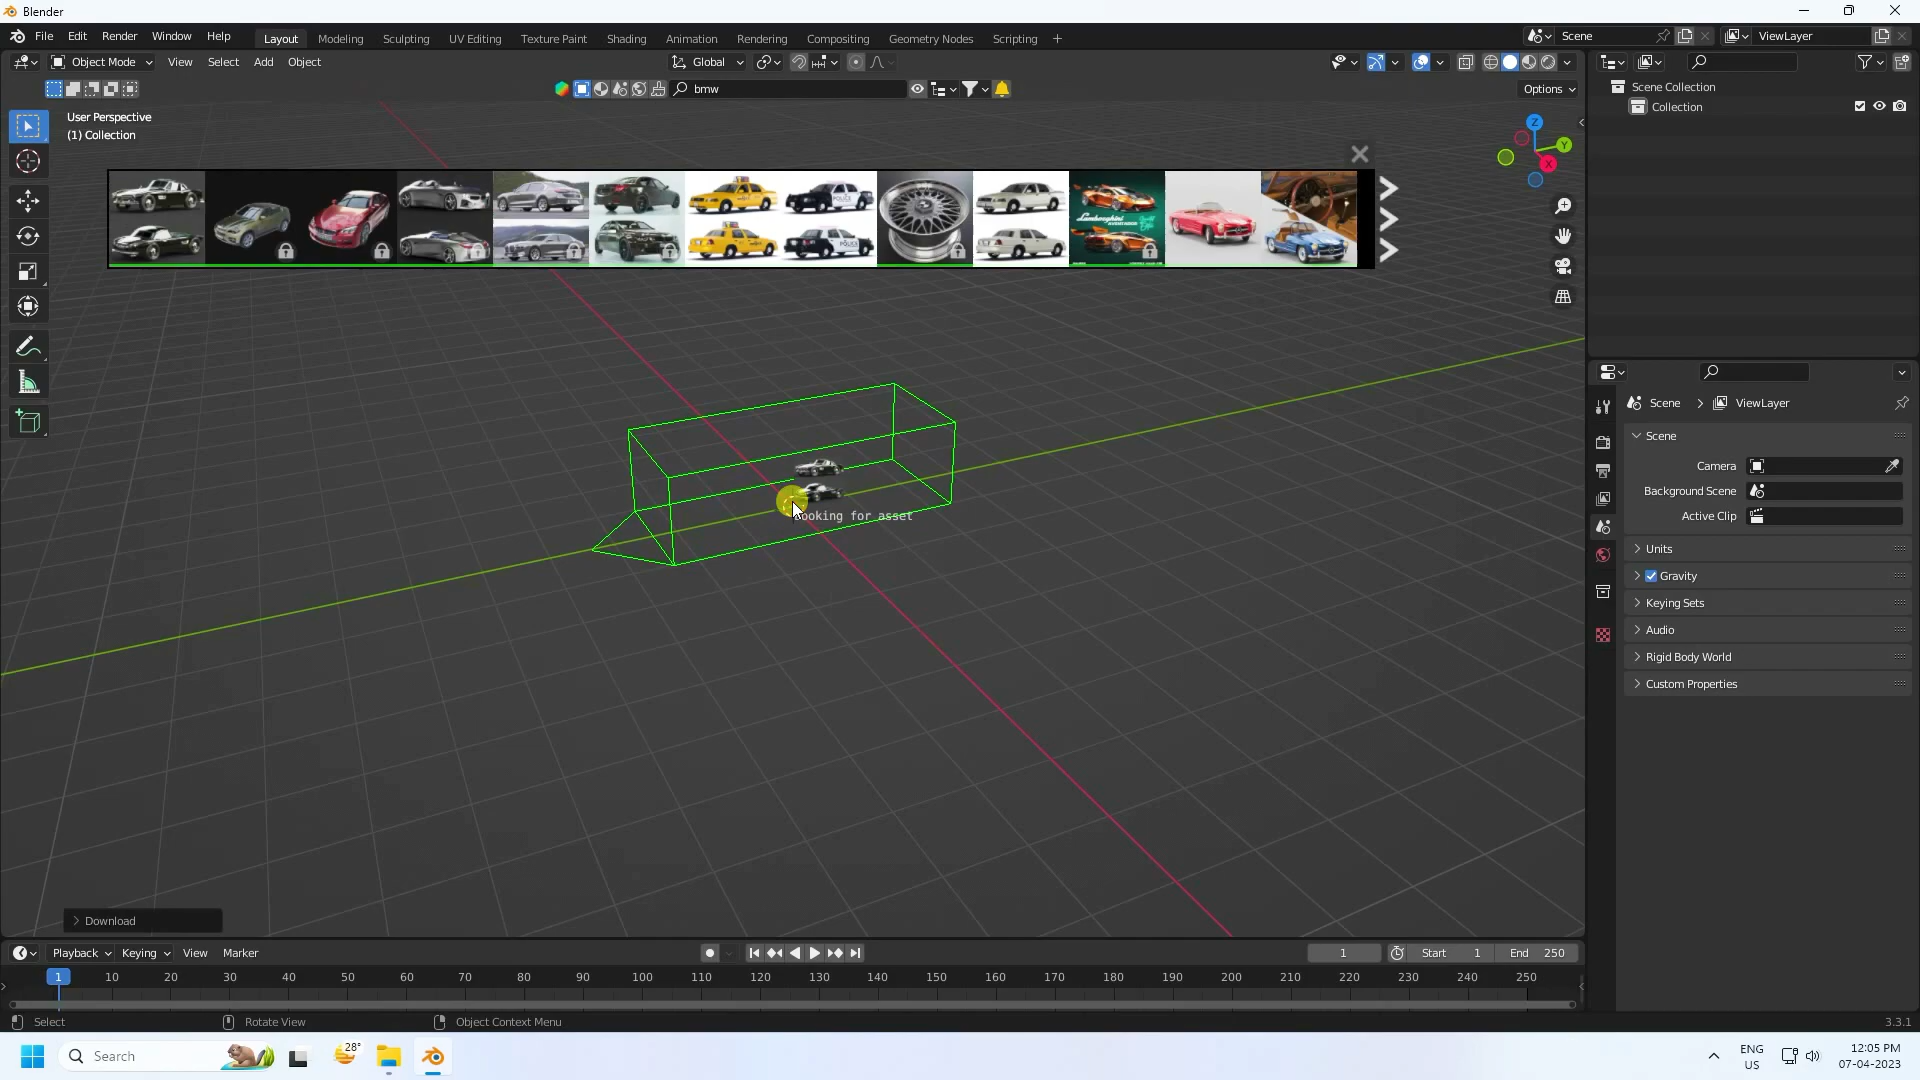 Blender
File Edit Render Window Help Layout Modeling Sculpting UV Editing Texture Paint Shading Animation Rendering Compositing Geometry Nodes Scripting + Scene ViewLayer
Object Mode View Select Add Object Global
bmw Options
Scene Collection
Collection
User Perspective
(1) Collection
Z
Y
X
POLICE
POLICE
Lamborghini
ooking for asset
Scene > ViewLayer
Scene
Camera
Background Scene
Active Clip
Units
Gravity
Keying Sets
Audio
Rigid Body World
Custom Properties
> Download
Playback Keying View Marker 1 Start 1 End 250
1 10 20 30 40 50 60 70 80 90 100 110 120 130 140 150 160 170 180 190 200 210 220 230 240 250
Select Rotate View Object Context Menu 3.3.1
Search 28° ENG
US
12:05 PM
07-04-2023